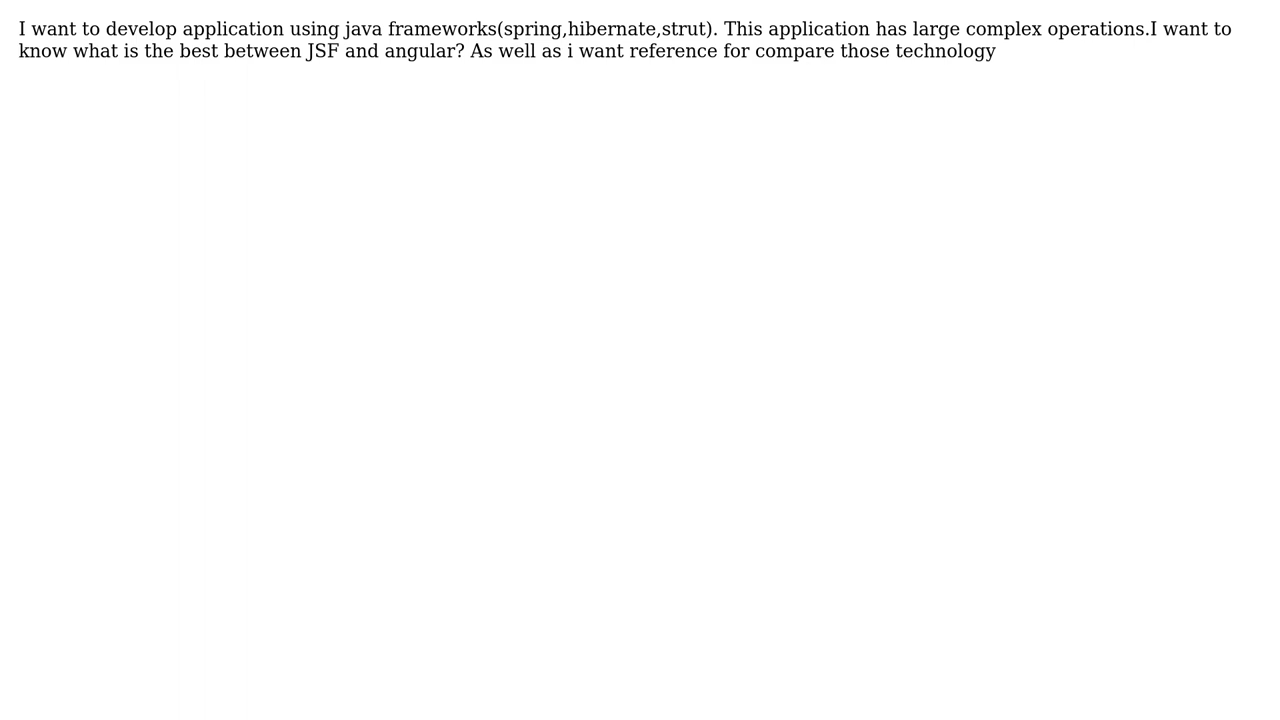 I want to develop application using java frameworks(spring,hibernate,strut). This application has large complex operations.I want to
know what is the best between JSF and angular? As well as i want reference for compare those technology